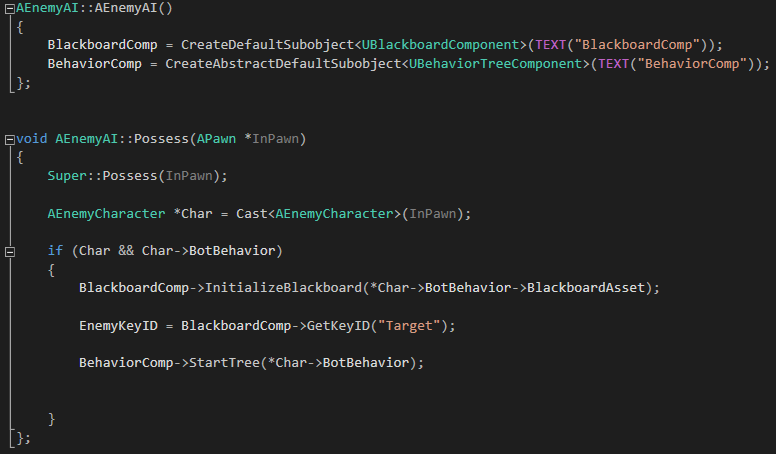 AEnemyAI::AEnemyAI()
{
BlackboardComp = CreateDefaultSubobject<UBlackboardComponent>(TEXT("BlackboardComp"));
BehaviorComp = CreateAbstractDefaultSubobject<UBehaviorTreeComponent>(TEXT("BehaviorComp"));
};
void AEnemyAI::Possess(APawn *InPawn)
{
Super::Possess(InPawn);
AEnemyCharacter *Char = Cast<AEnemyCharacter>(InPawn);
if (Char && Char->BotBehavior)
{
BlackboardComp->InitializeBlackboard(*Char->BotBehavior->BlackboardAsset);
EnemyKeyID = BlackboardComp->GetKeyID("Target");
BehaviorComp->StartTree(*Char->BotBehavior);
}
};